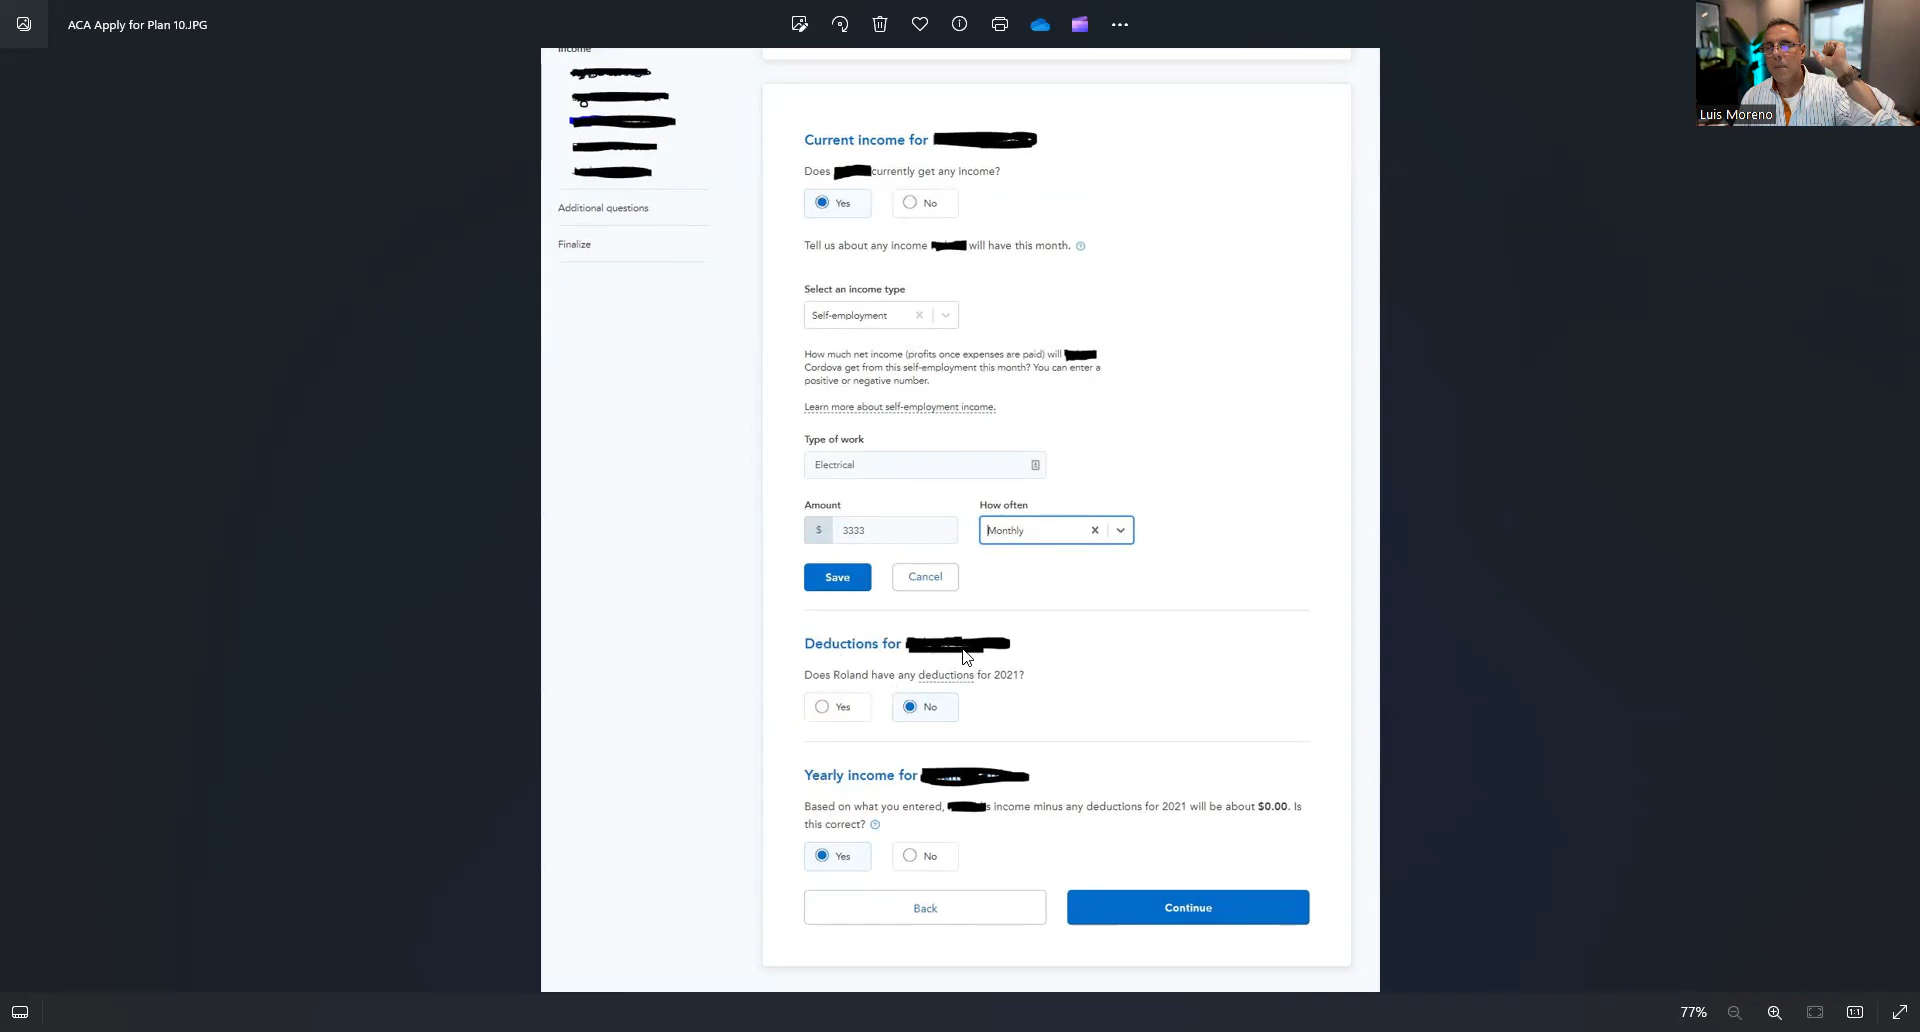 ACA Apply for Plan 10.JPG
Luis Moreno
Income
Additional questions
Finalize
Current income for
Does currently get any income?
Yes No
Tell us about any income will have this month.
Select an income type
Self-employment
How much net income (profits once expenses are paid) will
Cordova get from this self-employment this month? You can enter a
positive or negative number.
Learn more about self-employment income.
Type of work
Electrical
Amount How often
$ 3333 Monthly
Save Cancel
Deductions for
Does Roland have any deductions for 2021?
Yes No
Yearly income for
Based on what you entered, s income minus any deductions for 2021 will be about $0.00. Is
this correct?
Yes No
Back Continue
77% 1:1